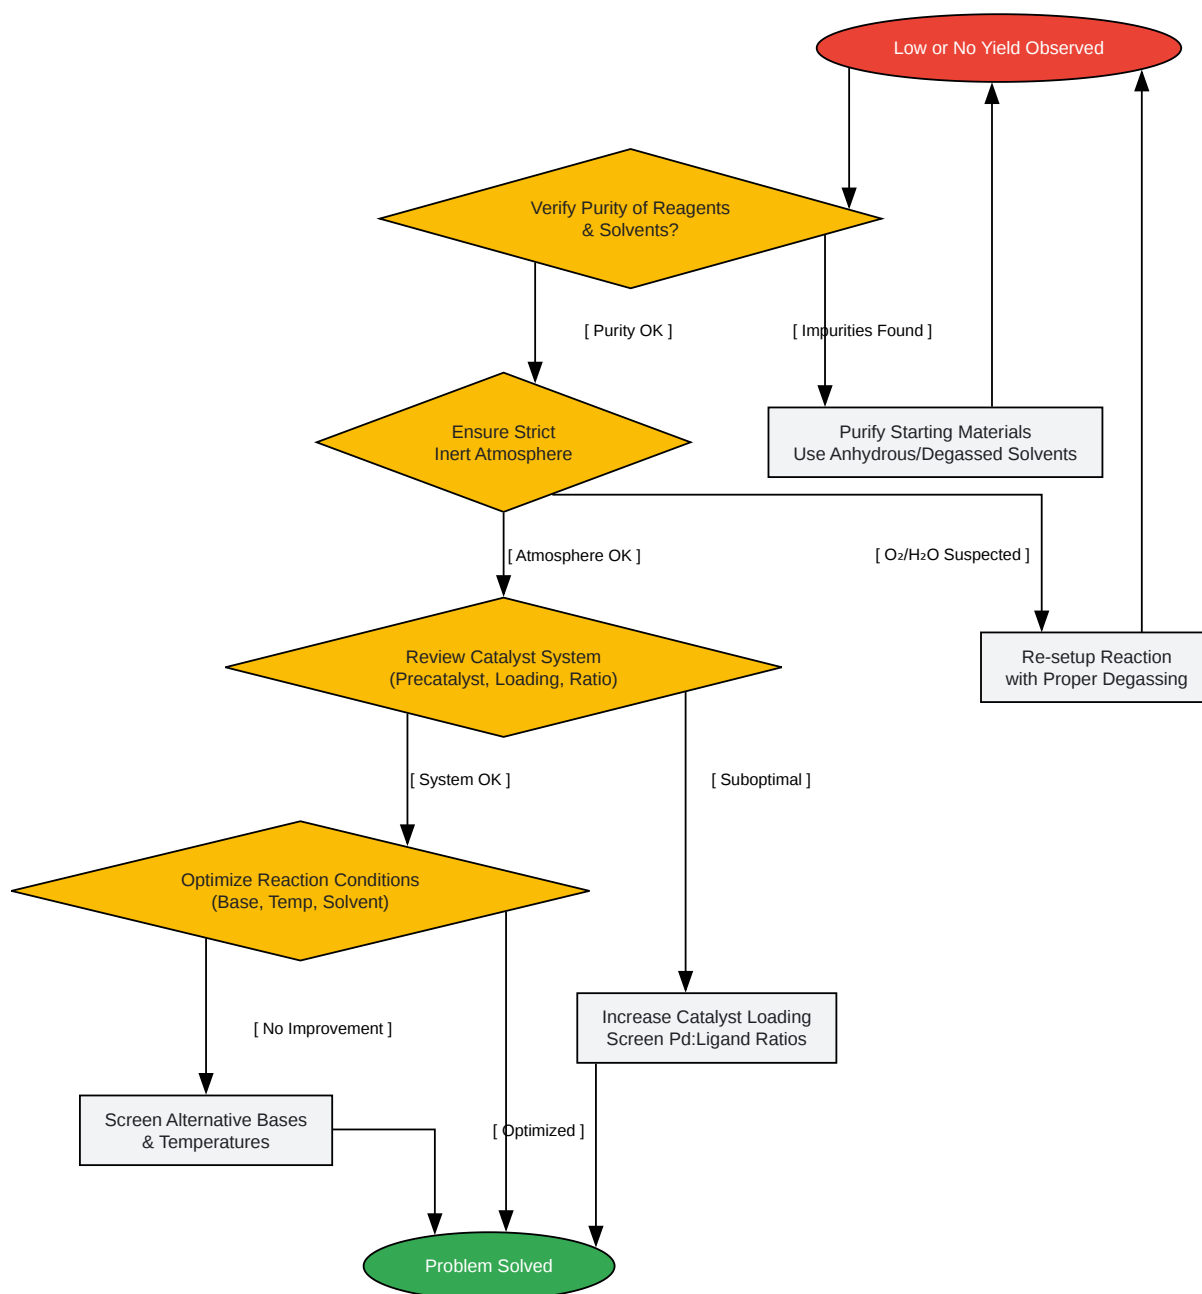 Low or No Yield Observed
Verify Purity of Reagents
& Solvents?
[ Purity OK ]
[ Impurities Found ]
Ensure Strict
Inert Atmosphere
Purify Starting Materials
Use Anhydrous/Degassed Solvents
[ Atmosphere OK ]
[ O₂/H₂O Suspected ]
Review Catalyst System
(Precatalyst, Loading, Ratio)
Re-setup Reaction
with Proper Degassing
[ System OK ]
[ Suboptimal ]
Optimize Reaction Conditions
(Base, Temp, Solvent)
Increase Catalyst Loading
Screen Pd:Ligand Ratios
[ No Improvement ]
Screen Alternative Bases
& Temperatures
[ Optimized ]
Problem Solved